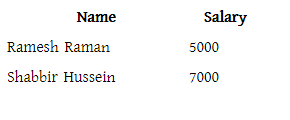 Name Salary
Ramesh Raman 5000
Shabbir Hussein 7000